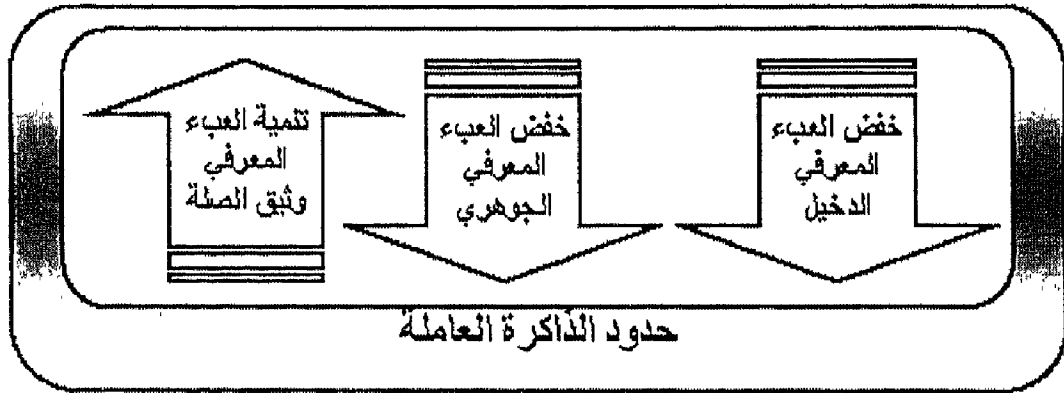 خفض العبء
المعرفي
الدخيل
خفض العبء
المعرفي
الجوهري
تنمية العبء
المعرفي
وثيق الصلة
حدود الذاكرة العاملة